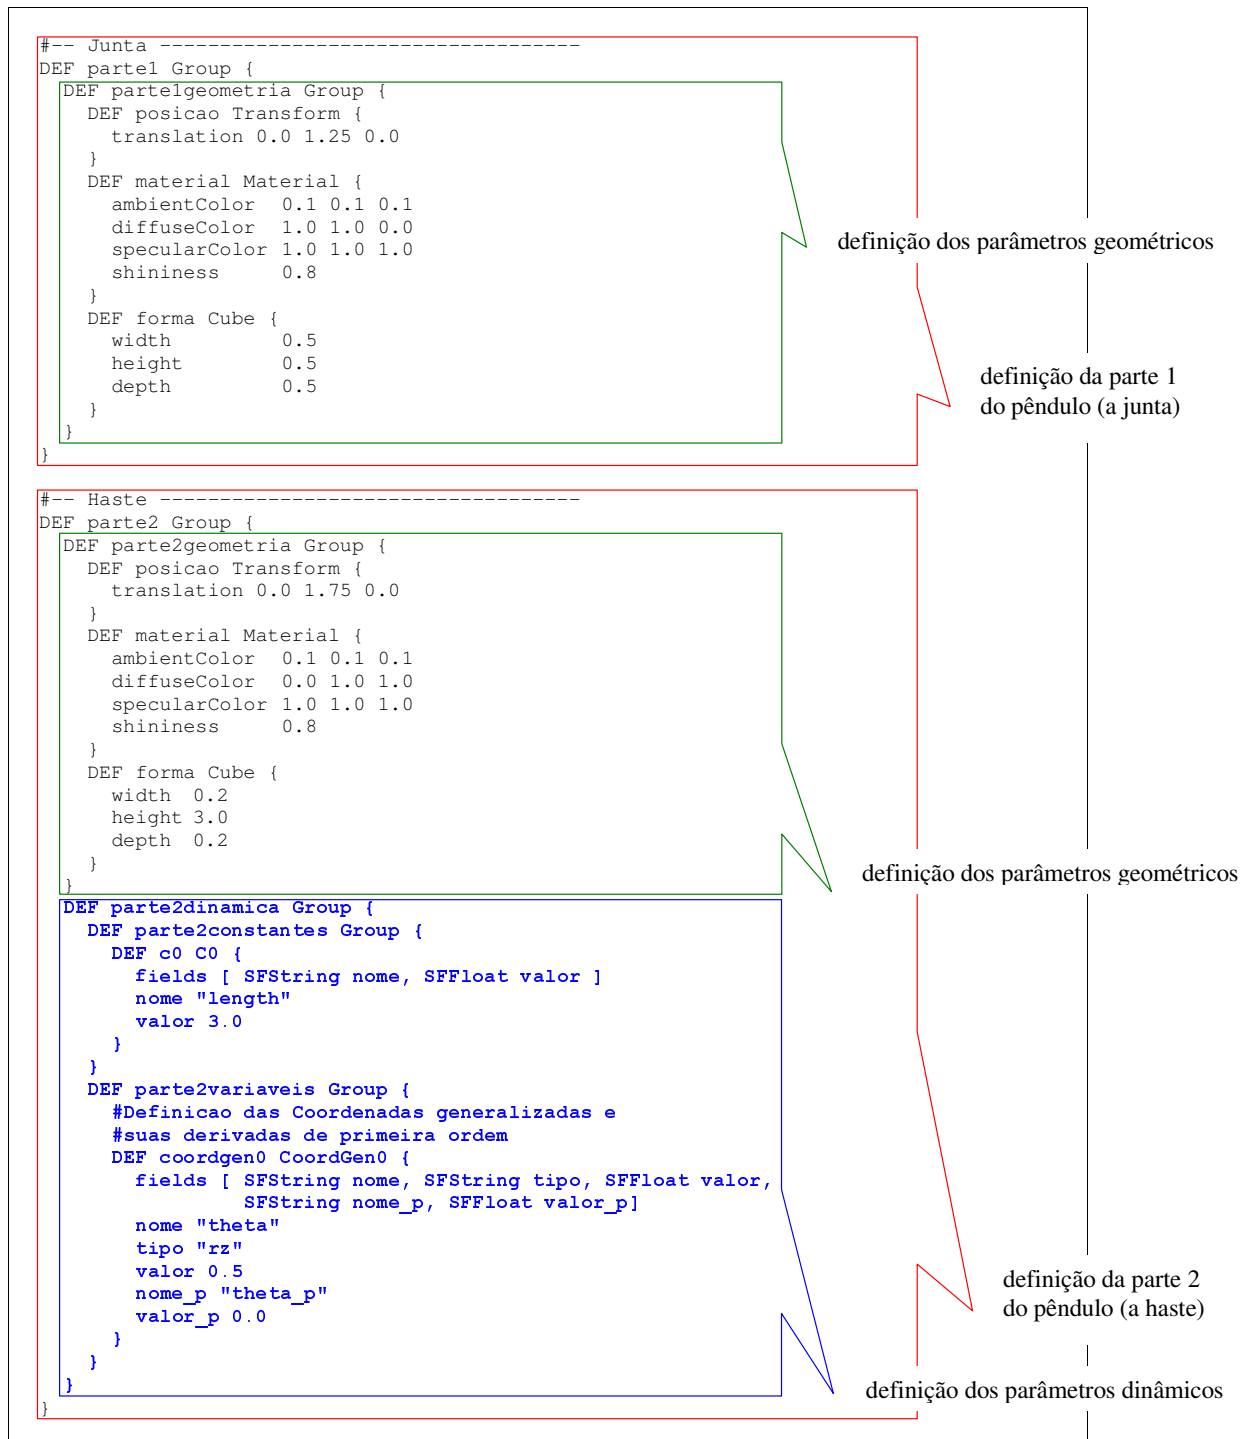 #-- Junta -----------------------------------
DEF parte1 Group {
  DEF parte1geometria Group {
    DEF posicao Transform {
      translation 0.0 1.25 0.0
    }
    DEF material Material {
      ambientColor  0.1 0.1 0.1
      diffuseColor  1.0 1.0 0.0
      specularColor 1.0 1.0 1.0
      shininess     0.8
    }
    DEF forma Cube {
      width         0.5
      height        0.5
      depth         0.5
    }
  }
}
definição dos parâmetros geométricos
definição da parte 1
do pêndulo (a junta)
#-- Haste -----------------------------------
DEF parte2 Group {
  DEF parte2geometria Group {
    DEF posicao Transform {
      translation 0.0 1.75 0.0
    }
    DEF material Material {
      ambientColor  0.1 0.1 0.1
      diffuseColor  0.0 1.0 1.0
      specularColor 1.0 1.0 1.0
      shininess     0.8
    }
    DEF forma Cube {
      width  0.2
      height 3.0
      depth  0.2
    }
  }
definição dos parâmetros geométricos
  DEF parte2dinamica Group {
    DEF parte2constantes Group {
      DEF c0 C0 {
        fields [ SFString nome, SFFloat valor ]
        nome "length"
        valor 3.0
      }
    }
    DEF parte2variaveis Group {
      #Definicao das Coordenadas generalizadas e
      #suas derivadas de primeira ordem
      DEF coordgen0 CoordGen0 {
        fields [ SFString nome, SFString tipo, SFFloat valor,
                 SFString nome_p, SFFloat valor_p]
        nome "theta"
        tipo "rz"
        valor 0.5
        nome_p "theta_p"
        valor_p 0.0
      }
    }
  }
}
definição da parte 2
do pêndulo (a haste)
definição dos parâmetros dinâmicos